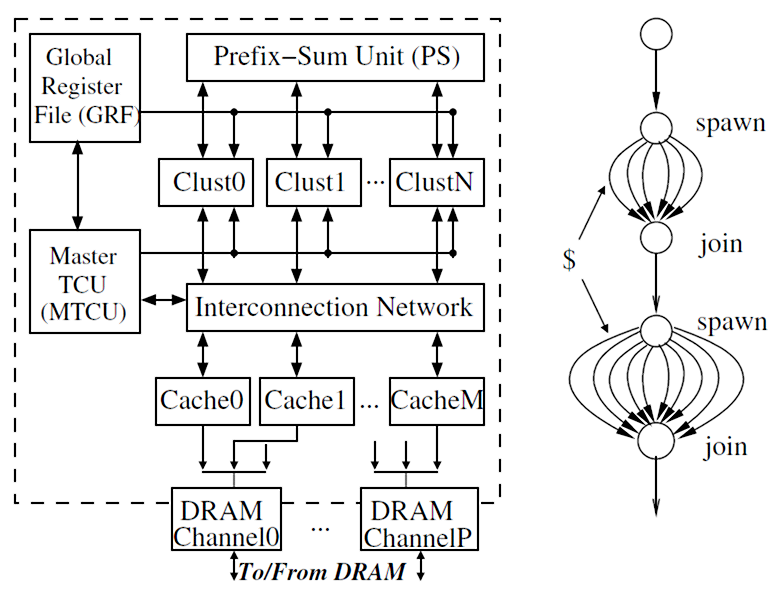 Global
Register
File (GRF)
Prefix−Sum Unit (PS)
Clust0
Clust1
...
ClustN
Master
TCU
(MTCU)
Interconnection Network
Cache0
Cache1
...
CacheM
DRAM
Channel0
...
DRAM
ChannelP
To/From DRAM
spawn
join
$
spawn
join